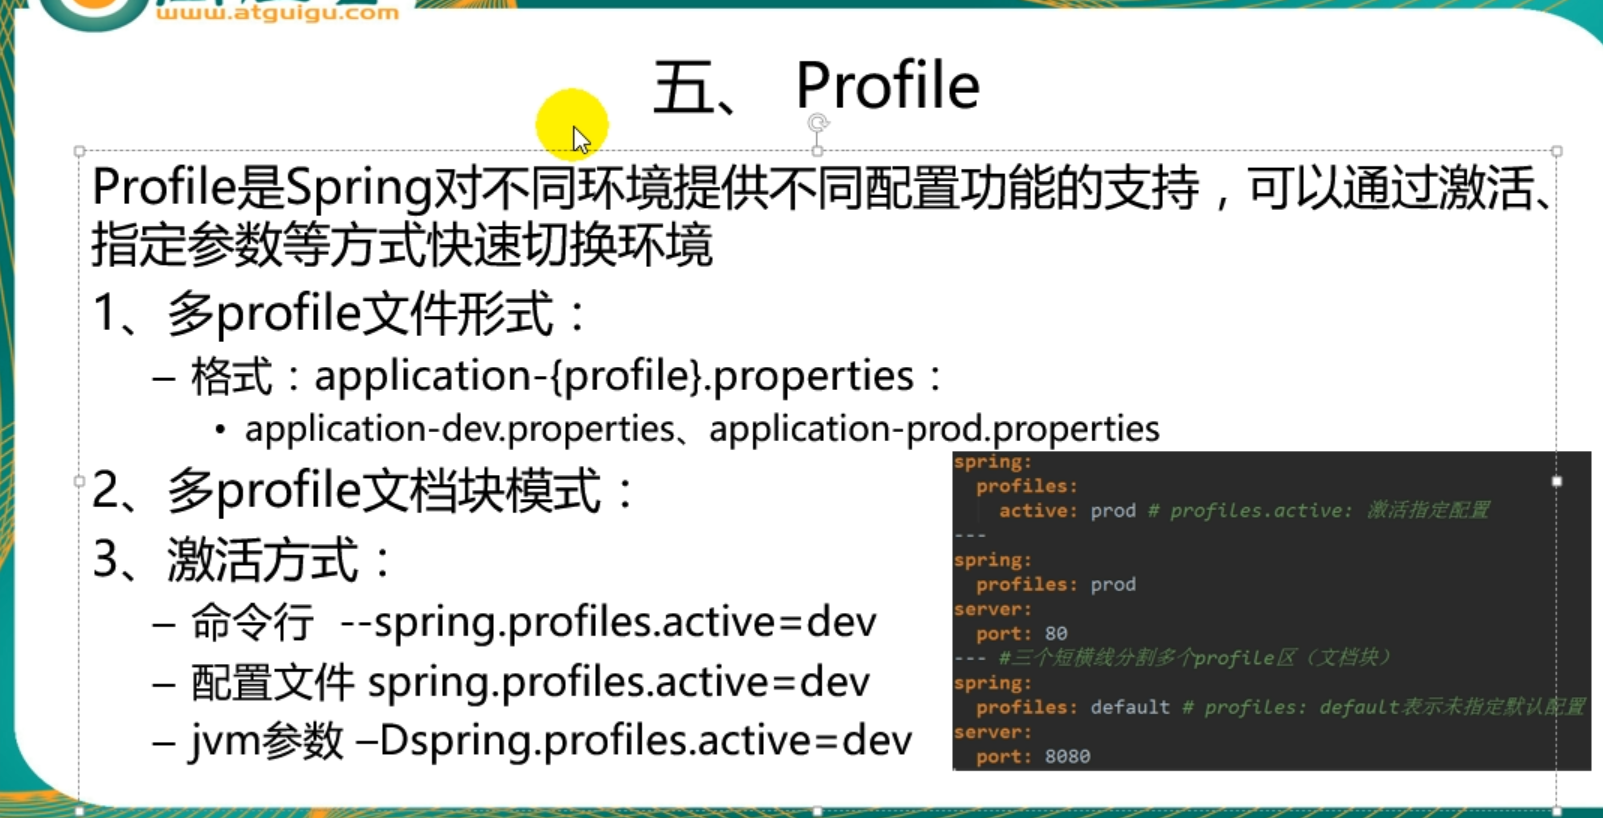 www.atguigu.com
五、 Profile
Profile是Spring对不同环境提供不同配置功能的支持，可以通过激活、
指定参数等方式快速切换环境
1、多profile文件形式：
– 格式：application-{profile}.properties：
• application-dev.properties、application-prod.properties
2、多profile文档块模式：
3、激活方式：
– 命令行 --spring.profiles.active=dev
– 配置文件 spring.profiles.active=dev
– jvm参数 –Dspring.profiles.active=dev
spring:
  profiles:
    active: prod # profiles.active: 激活指定配置
---
spring:
  profiles: prod
server:
  port: 80
--- #三个短横线分割多个profile区（文档块）
spring:
  profiles: default # profiles: default表示未指定默认配置
server:
  port: 8080